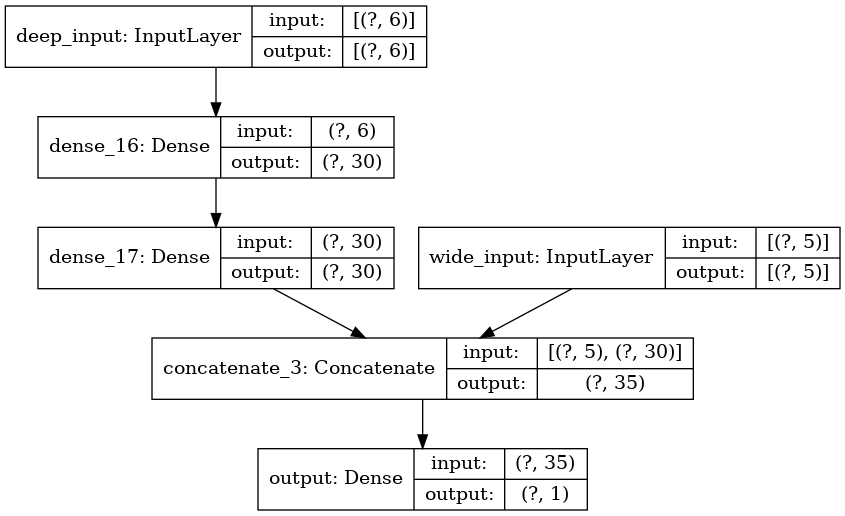 deep_input: InputLayer
input:
[(?, 6)]
output:
[(?, 6)]
dense_16: Dense
input:
(?, 6)
output:
(?, 30)
dense_17: Dense
input:
(?, 30)
output:
(?, 30)
wide_input: InputLayer
input:
[(?, 5)]
output:
[(?, 5)]
concatenate_3: Concatenate
input:
[(?, 5), (?, 30)]
output:
(?, 35)
output: Dense
input:
(?, 35)
output:
(?, 1)